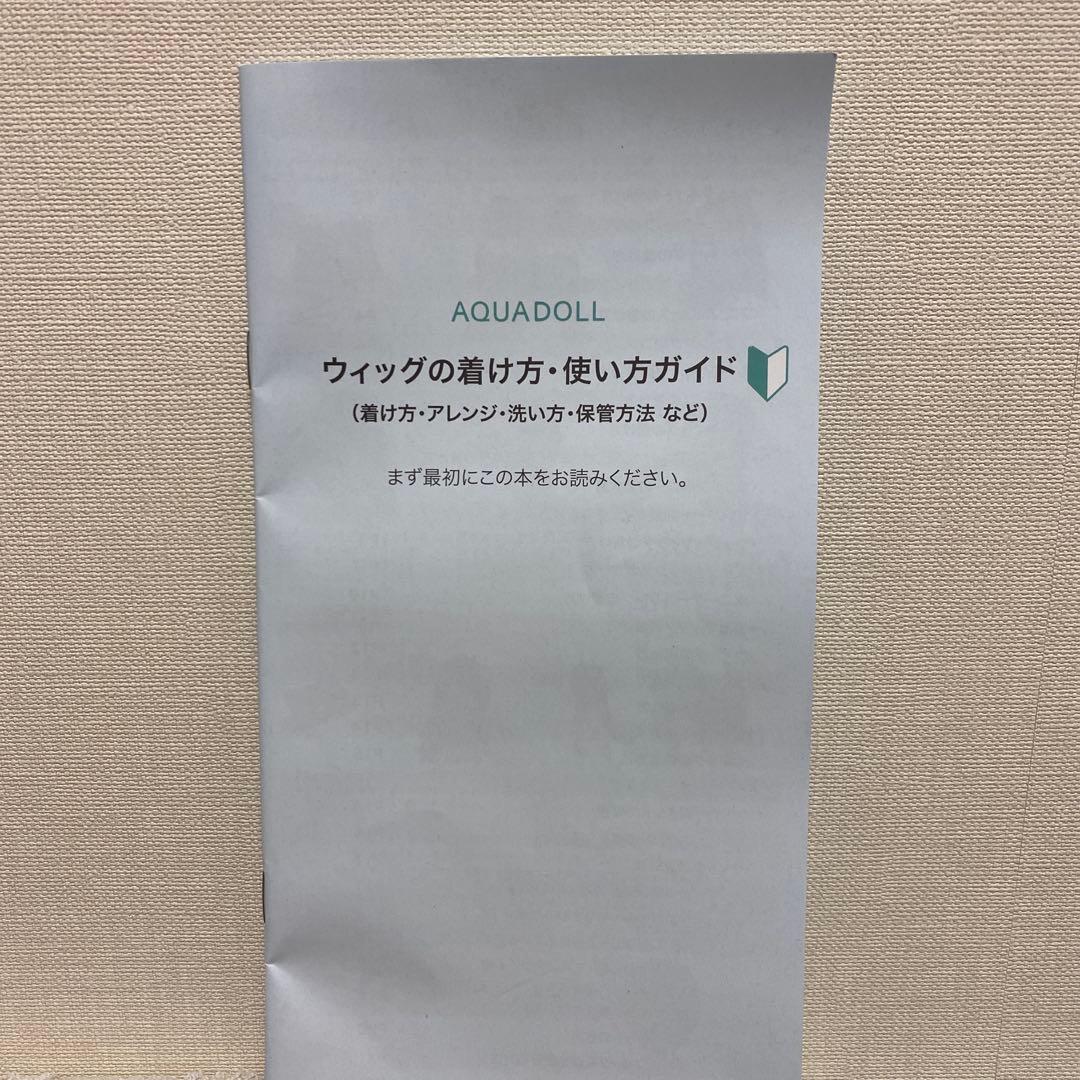 AQUADOLL
ウィッグの着け方・使い方ガイド
（着け方・アレンジ・洗い方・保管方法 など）
まず最初にこの本をお読みください。